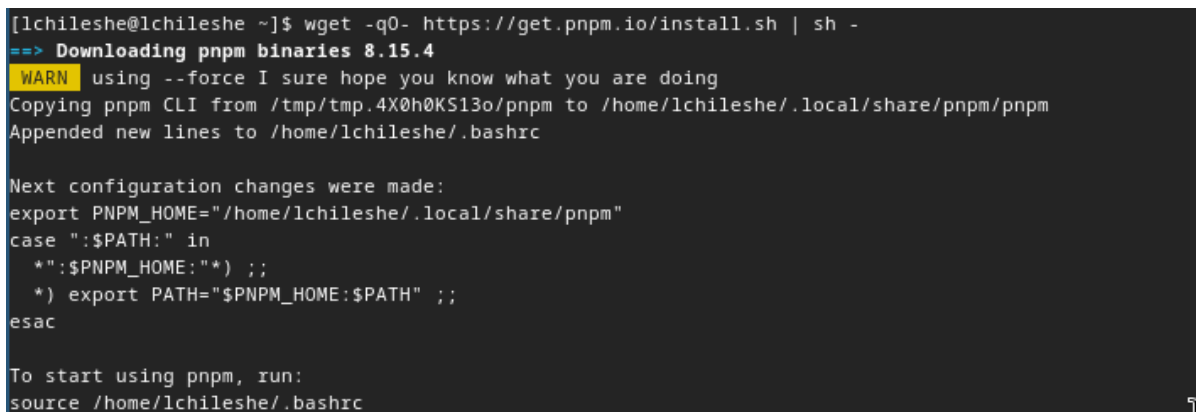 [lchileshe@lchileshe ~]$ wget -qO- https://get.pnpm.io/install.sh | sh -
==> Downloading pnpm binaries 8.15.4
 WARN  using --force I sure hope you know what you are doing
Copying pnpm CLI from /tmp/tmp.4X0h0KS13o/pnpm to /home/lchileshe/.local/share/pnpm/pnpm
Appended new lines to /home/lchileshe/.bashrc

Next configuration changes were made:
export PNPM_HOME="/home/lchileshe/.local/share/pnpm"
case ":$PATH:" in
  *":$PNPM_HOME:"*) ;;
  *) export PATH="$PNPM_HOME:$PATH" ;;
esac

To start using pnpm, run:
source /home/lchileshe/.bashrc